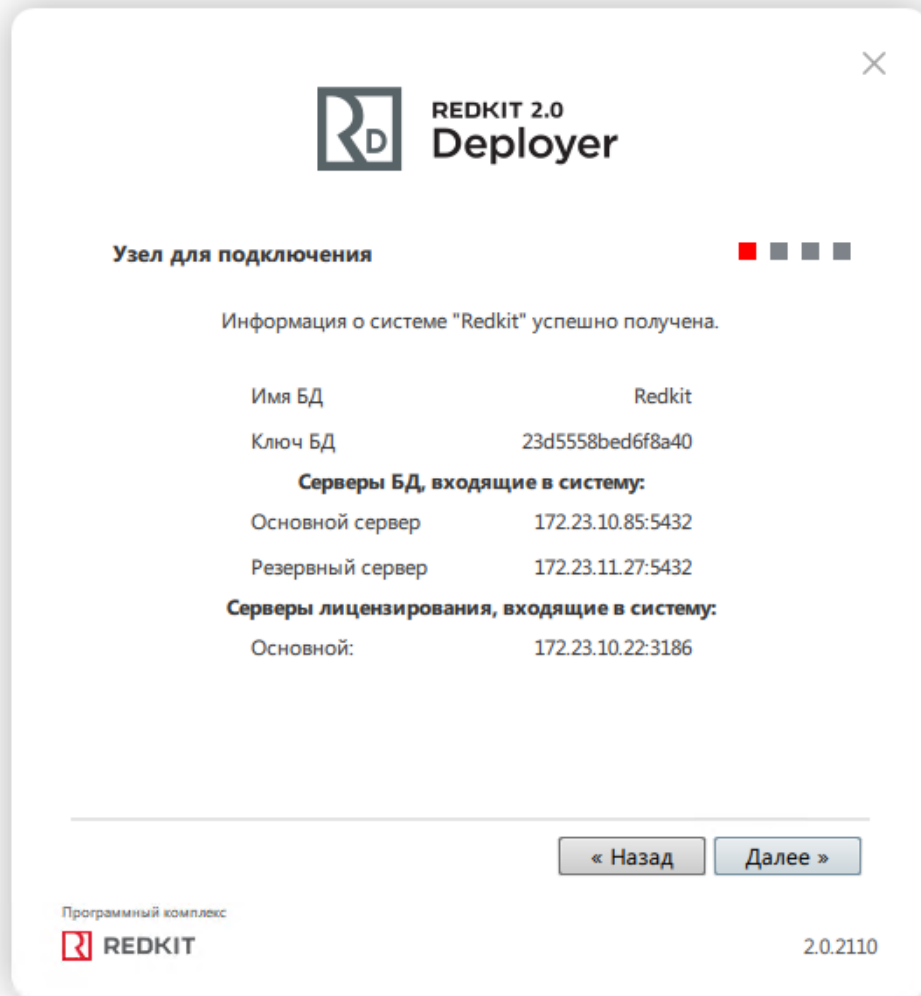 REDKIT 2.0
Deployer
Узел для подключения
Информация о системе "Redkit" успешно получена.
Имя БД Redkit
Ключ БД 23d5558bed6f8a40
Серверы БД, входящие в систему:
Основной сервер 172.23.10.85:5432
Резервный сервер 172.23.11.27:5432
Серверы лицензирования, входящие в систему:
Основной: 172.23.10.22:3186
« Назад Далее »
Программный комплекс
REDKIT 2.0.2110